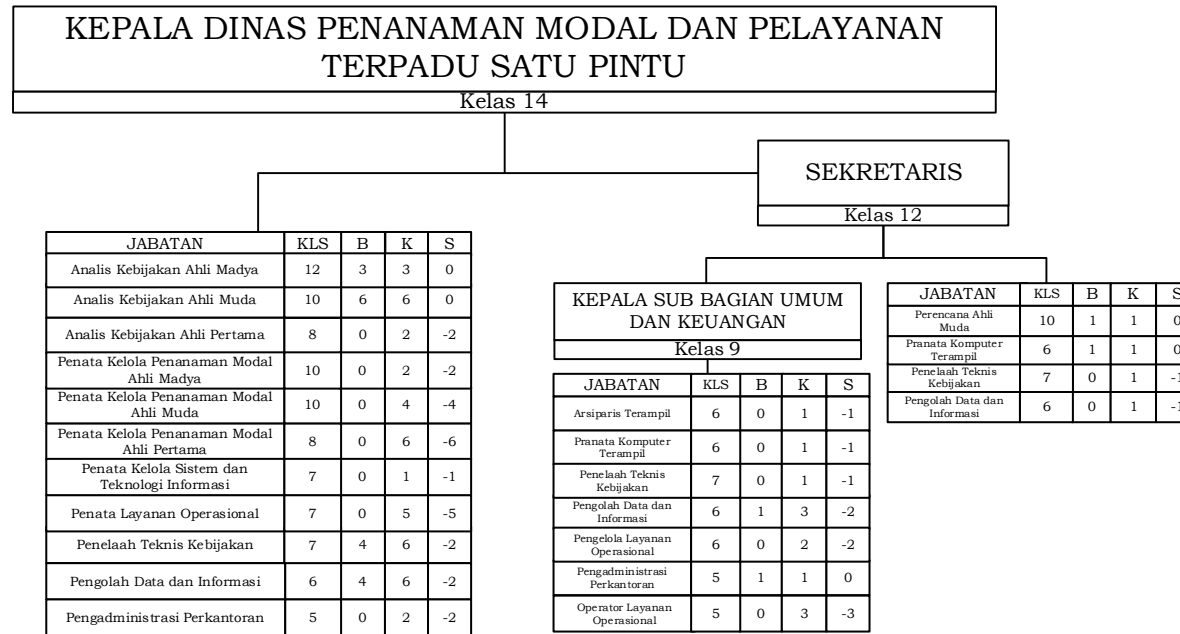 KEPALA DINAS PENANAMAN MODAL DAN PELAYANAN
TERPADU SATU PINTU
Kelas 14
SEKRETARIS
Kelas 12
JABATAN KLS B K S
Analis Kebijakan Ahli Madya 12 3 3 0
Analis Kebijakan Ahli Muda 10 6 6 0
Analis Kebijakan Ahli Pertama 8 0 2 -2
Penata Kelola Penanaman Modal
Ahli Madya 10 0 2 -2
Penata Kelola Penanaman Modal
Ahli Muda 10 0 4 -4
Penata Kelola Penanaman Modal
Ahli Pertama 8 0 6 -6
Penata Kelola Sistem dan
Teknologi Informasi 7 0 1 -1
Penata Layanan Operasional 7 0 5 -5
Penelaah Teknis Kebijakan 7 4 6 -2
Pengolah Data dan Informasi 6 4 6 -2
Pengadministrasi Perkantoran 5 0 2 -2
KEPALA SUB BAGIAN UMUM
DAN KEUANGAN
Kelas 9
JABATAN KLS B K S
Arsiparis Terampil 6 0 1 -1
Pranata Komputer
Terampil 6 0 1 -1
Penelaah Teknis
Kebijakan 7 0 1 -1
Pengolah Data dan
Informasi 6 1 3 -2
Pengelola Layanan
Operasional 6 0 2 -2
Pengadministrasi
Perkantoran 5 1 1 0
Operator Layanan
Operasional 5 0 3 -3
JABATAN KLS B K S
Perencana Ahli
Muda 10 1 1 0
Pranata Komputer
Terampil 6 1 1 0
Penelaah Teknis
Kebijakan 7 0 1 -1
Pengolah Data dan
Informasi 6 0 1 -1